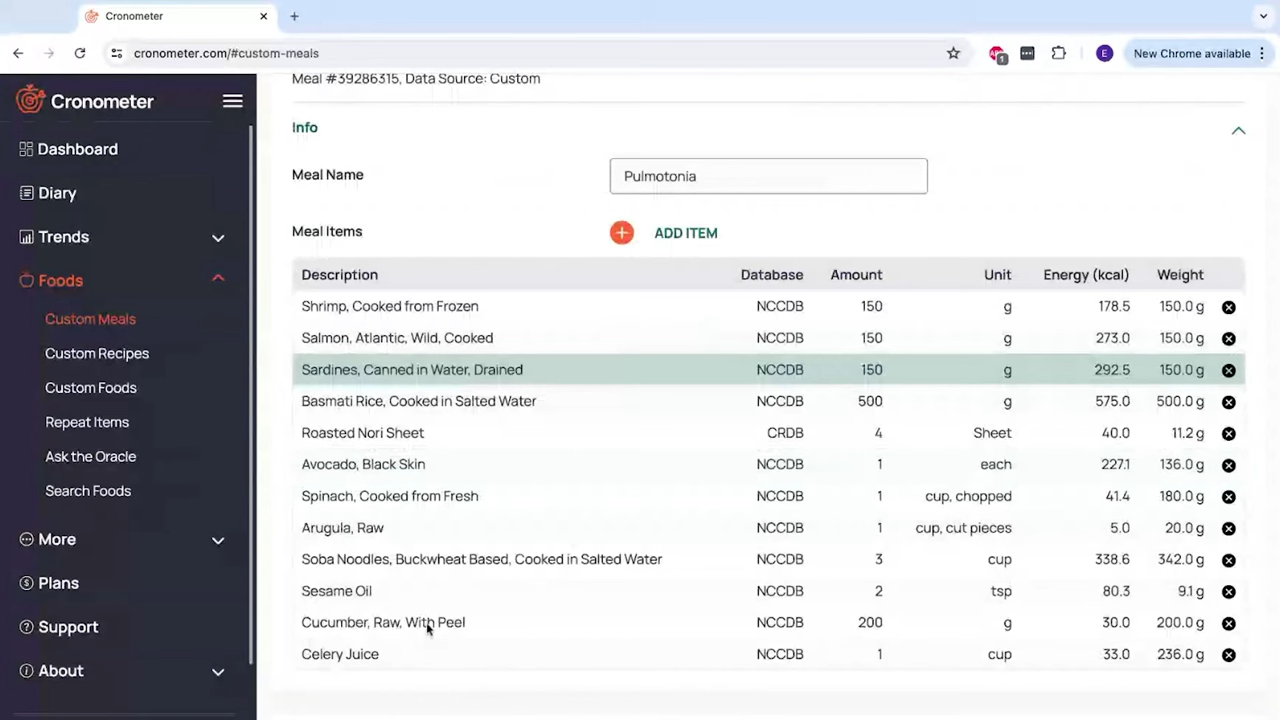 Cronometer
cronometer.com/#custom-meals
1
E
New Chrome available
Cronometer
Dashboard
Diary
Trends
Foods
Custom Meals
Custom Recipes
Custom Foods
Repeat Items
Ask the Oracle
Search Foods
More
Plans
Support
About
Meal #39286315, Data Source: Custom
Info
Meal Name
Pulmotonia
Meal Items
ADD ITEM
Description Database Amount Unit Energy (kcal) Weight
Shrimp, Cooked from Frozen NCCDB 150 g 178.5 150.0 g
Salmon, Atlantic, Wild, Cooked NCCDB 150 g 273.0 150.0 g
Sardines, Canned in Water, Drained NCCDB 150 g 292.5 150.0 g
Basmati Rice, Cooked in Salted Water NCCDB 500 g 575.0 500.0 g
Roasted Nori Sheet CRDB 4 Sheet 40.0 11.2 g
Avocado, Black Skin NCCDB 1 each 227.1 136.0 g
Spinach, Cooked from Fresh NCCDB 1 cup, chopped 41.4 180.0 g
Arugula, Raw NCCDB 1 cup, cut pieces 5.0 20.0 g
Soba Noodles, Buckwheat Based, Cooked in Salted Water NCCDB 3 cup 338.6 342.0 g
Sesame Oil NCCDB 2 tsp 80.3 9.1 g
Cucumber, Raw, With Peel NCCDB 200 g 30.0 200.0 g
Celery Juice NCCDB 1 cup 33.0 236.0 g